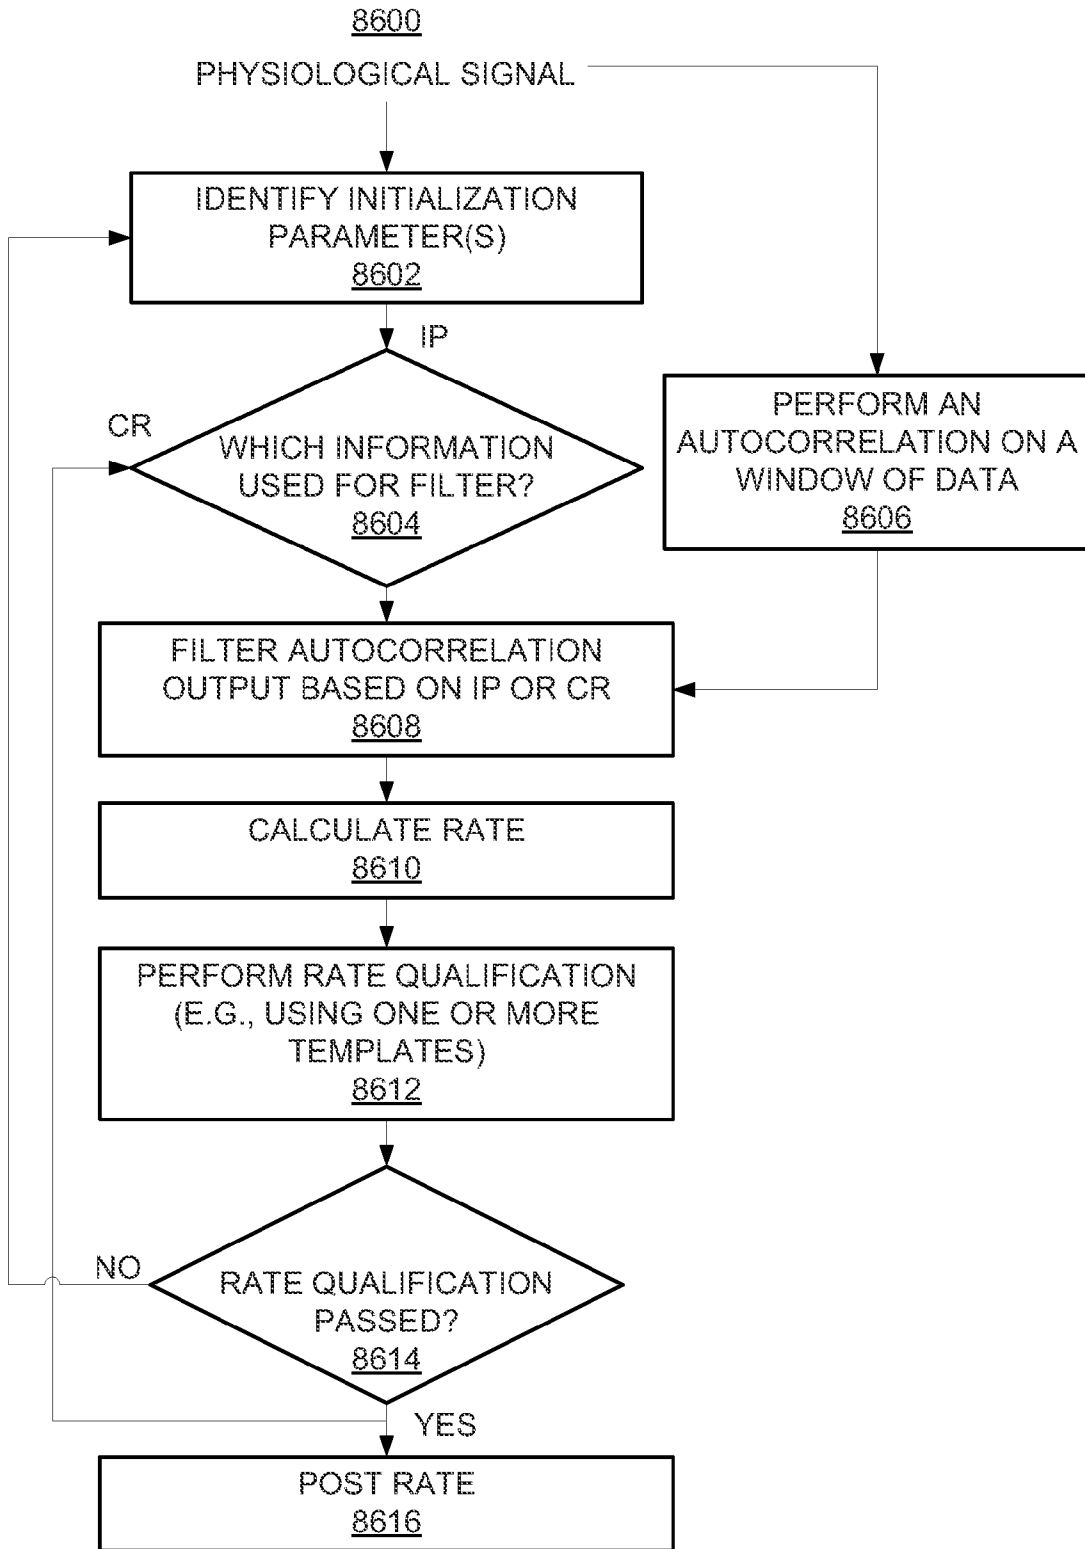 8600
PHYSIOLOGICAL SIGNAL
IDENTIFY INITIALIZATION
PARAMETER(S)
8602
IP
CR
WHICH INFORMATION
USED FOR FILTER?
8604
PERFORM AN
AUTOCORRELATION ON A
WINDOW OF DATA
8606
FILTER AUTOCORRELATION
OUTPUT BASED ON IP OR CR
8608
CALCULATE RATE
8610
PERFORM RATE QUALIFICATION
(E.G., USING ONE OR MORE
TEMPLATES)
8612
NO
RATE QUALIFICATION
PASSED?
8614
YES
POST RATE
8616